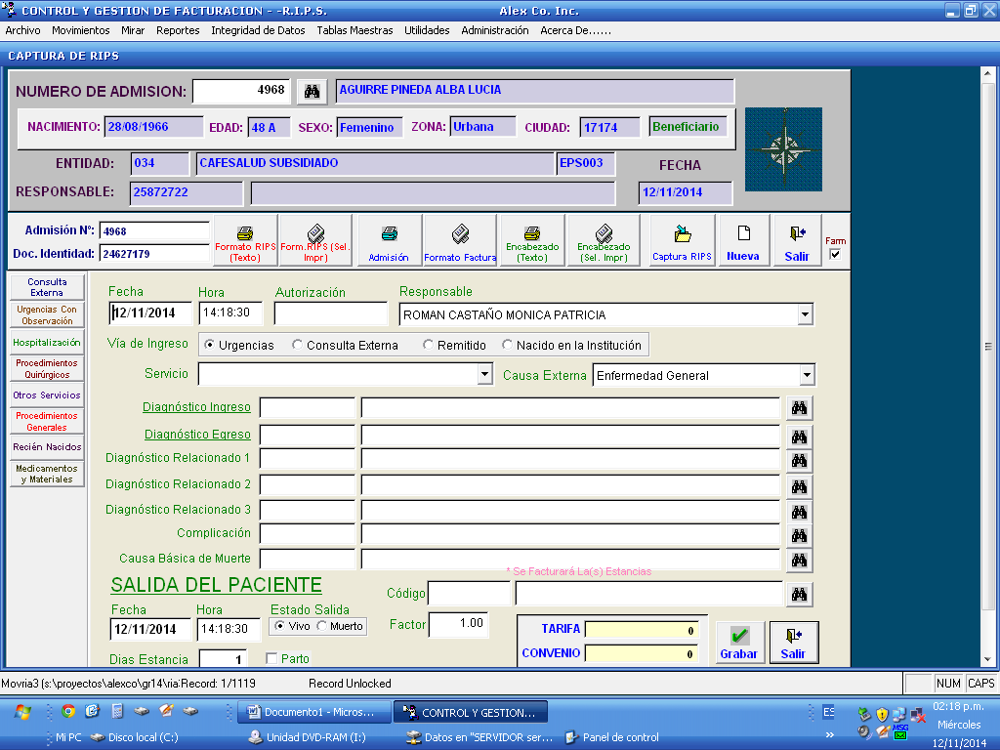 CONTROL Y GESTION DE FACTURACION - -R.I.P.S. Alex Co. Inc.
Archivo Movimientos Mirar Reportes Integridad de Datos Tablas Maestras Utilidades Administración Acerca De......
CAPTURA DE RIPS
NUMERO DE ADMISION: 4968 AGUIRRE PINEDA ALBA LUCIA
NACIMIENTO: 28/08/1966 EDAD: 48 A SEXO: Femenino ZONA: Urbana CIUDAD: 17174 Beneficiario
ENTIDAD: 034 CAFESALUD SUBSIDIADO EPS003 FECHA
RESPONSABLE: 25872722 12/11/2014
Admisión Nº: 4968
Doc. Identidad: 24627179
Formato RIPS (Texto)
Form.RIPS (Sel. Impr)
Admisión
Formato Factura
Encabezado (Texto)
Encabezado (Sel. Impr)
Captura RIPS
Nueva
Salir
Farm
Consulta Externa
Urgencias Con Observación
Hospitalización
Procedimientos Quirúrgicos
Otros Servicios
Procedimientos Generales
Recién Nacidos
Medicamentos y Materiales
Fecha Hora Autorización Responsable
12/11/2014 14:18:30 ROMAN CASTAÑO MONICA PATRICIA
Vía de Ingreso Urgencias Consulta Externa Remitido Nacido en la Institución
Servicio Causa Externa Enfermedad General
Diagnóstico Ingreso
Diagnóstico Egreso
Diagnóstico Relacionado 1
Diagnóstico Relacionado 2
Diagnóstico Relacionado 3
Complicación
Causa Básica de Muerte
* Se Facturará La(s) Estancias
SALIDA DEL PACIENTE Código
Fecha Hora Estado Salida
12/11/2014 14:18:30 Vivo Muerto Factor 1.00
TARIFA 0
CONVENIO 0
Grabar Salir
Dias Estancia 1 Parto
Movria3 (s:\proyectos\alexco\gr14\ria Record: 1/1119 Record Unlocked NUM CAPS
Documento1 - Micros... CONTROL Y GESTION... ES 02:18 p.m.
Miércoles
Mi PC Disco local (C:) Unidad DVD-RAM (I:) Datos en "SERVIDOR ser... Panel de control » MSG
12/11/2014